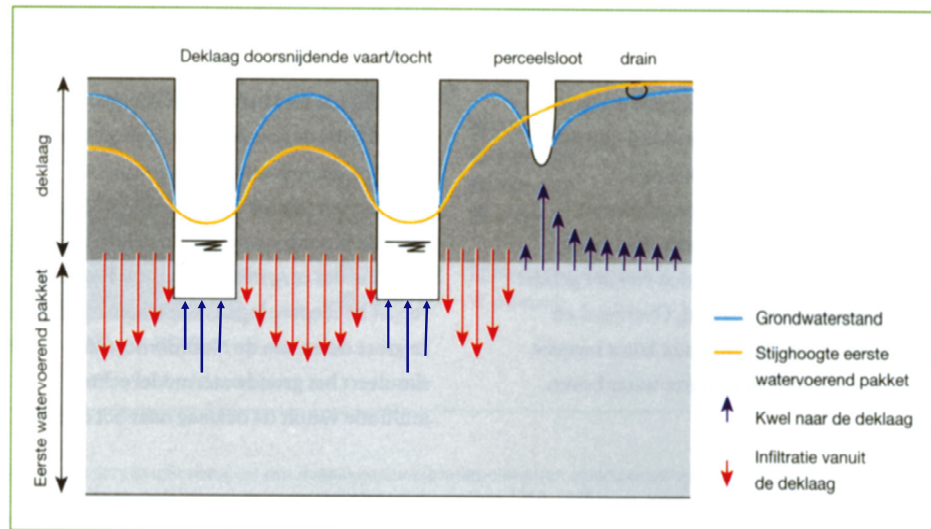 Deklaag doorsnijdende vaart/tocht
perceelsloot
drain
deklaag
Eerste watervoerend pakket
Grondwaterstand
Stijghoogte eerste
watervoerend pakket
Kwel naar de deklaag
Infiltratie vanuit
de deklaag